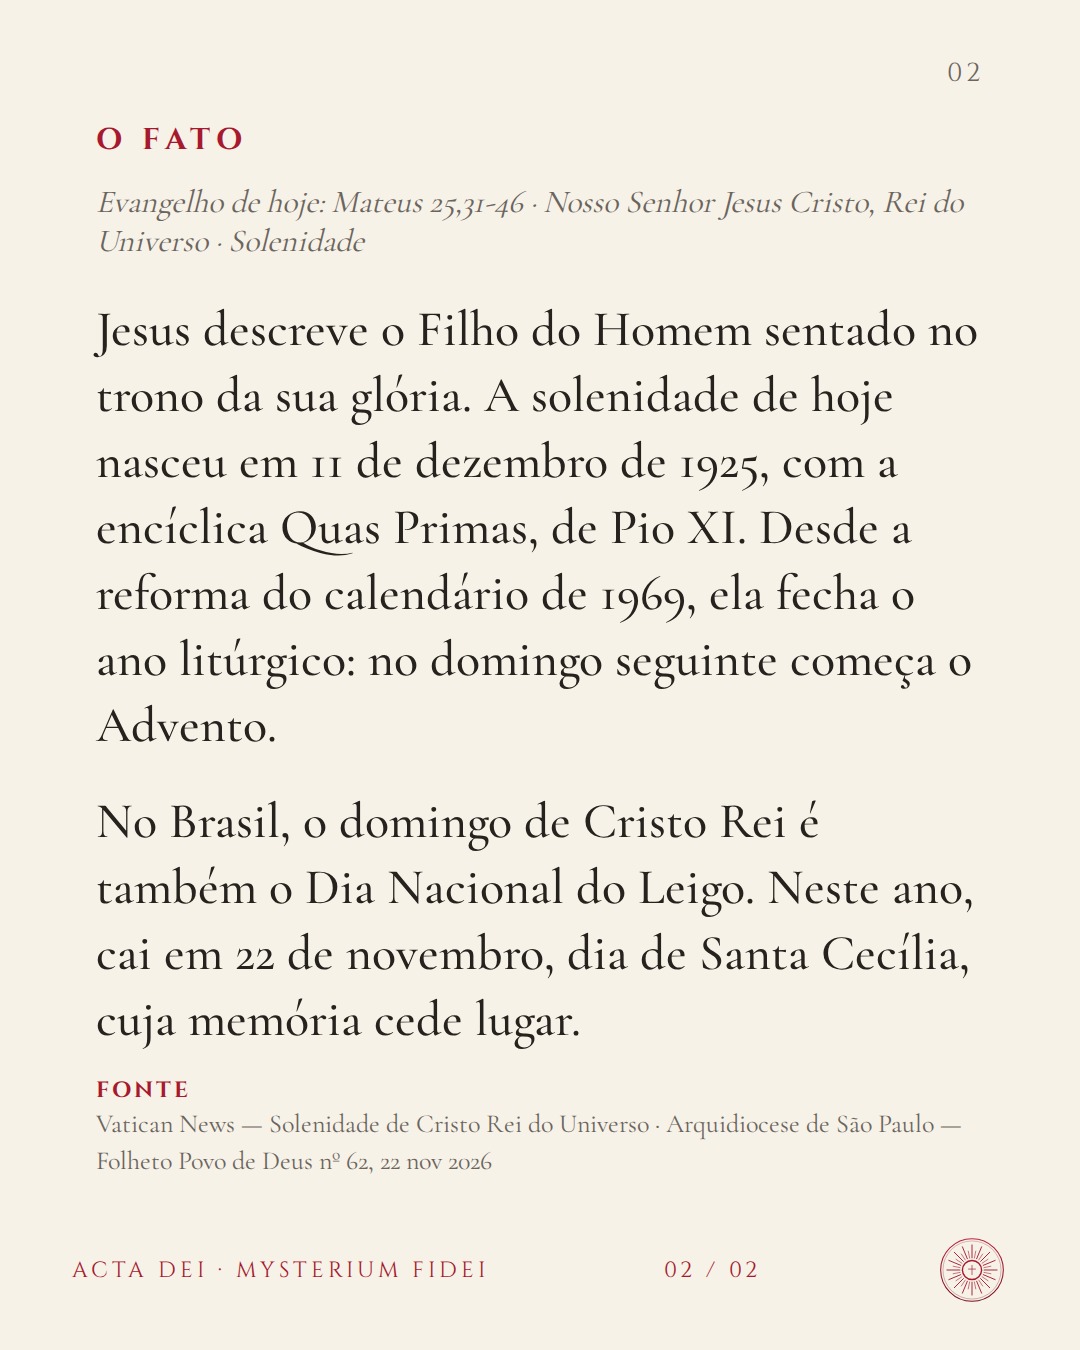 02
O FATO
Evangelho de hoje: Mateus 25,31-46 · Nosso Senhor Jesus Cristo, Rei do
Universo · Solenidade
Jesus descreve o Filho do Homem sentado no
trono da sua glória. A solenidade de hoje
nasceu em 11 de dezembro de 1925, com a
encíclica Quas Primas, de Pio XI. Desde a
reforma do calendário de 1969, ela fecha o
ano litúrgico: no domingo seguinte começa o
Advento.
No Brasil, o domingo de Cristo Rei é
também o Dia Nacional do Leigo. Neste ano,
cai em 22 de novembro, dia de Santa Cecília,
cuja memória cede lugar.
FONTE
Vatican News — Solenidade de Cristo Rei do Universo · Arquidiocese de São Paulo —
Folheto Povo de Deus nº 62, 22 nov 2026
ACTA DEI · MYSTERIUM FIDEI
02 / 02